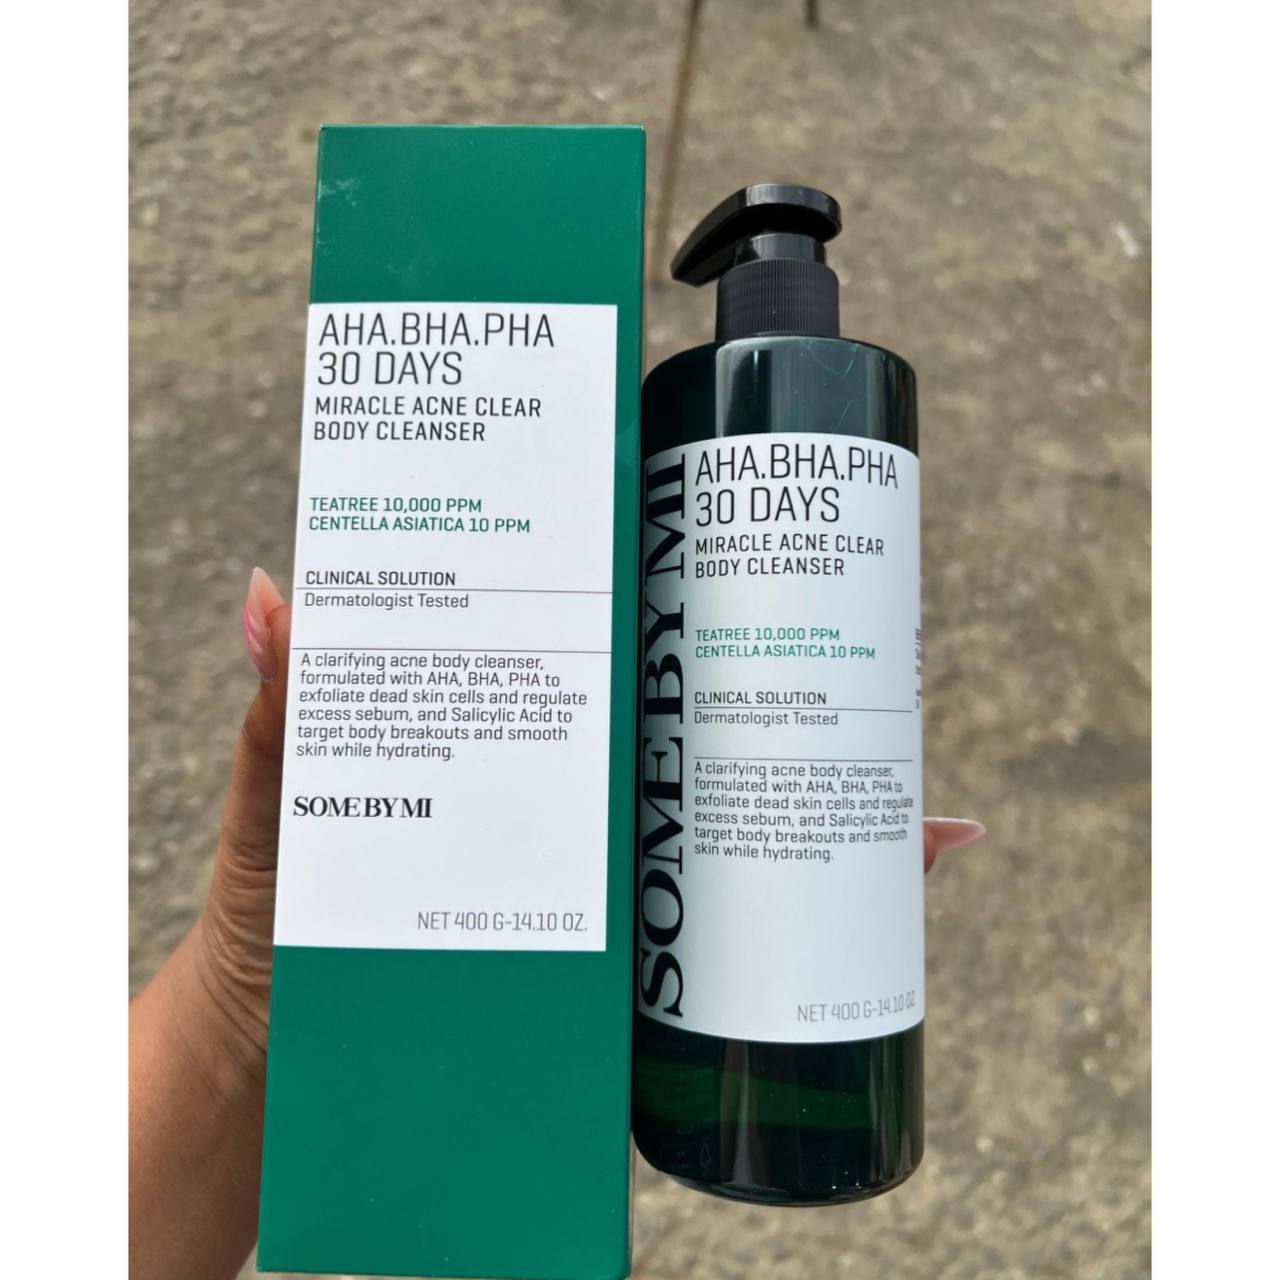 AHA.BHA.PHA
30 DAYS
MIRACLE ACNE CLEAR
BODY CLEANSER
TEATREE 10,000 PPM
CENTELLA ASIATICA 10 PPM
CLINICAL SOLUTION
Dermatologist Tested
A clarifying acne body cleanser,
formulated with AHA, BHA, PHA to
exfoliate dead skin cells and regulate
excess sebum, and Salicylic Acid to
target body breakouts and smooth
skin while hydrating.
SOME BY MI
NET 400 G-14.10 OZ.
SOME BY MI
AHA.BHA.PHA
30 DAYS
MIRACLE ACNE CLEAR
BODY CLEANSER
TEATREE 10,000 PPM
CENTELLA ASIATICA 10 PPM
CLINICAL SOLUTION
Dermatologist Tested
A clarifying acne body cleanser,
formulated with AHA, BHA, PHA to
exfoliate dead skin cells and regulate
excess sebum, and Salicylic Acid to
target body breakouts and smooth
skin while hydrating.
NET 400 G-14.10 OZ.